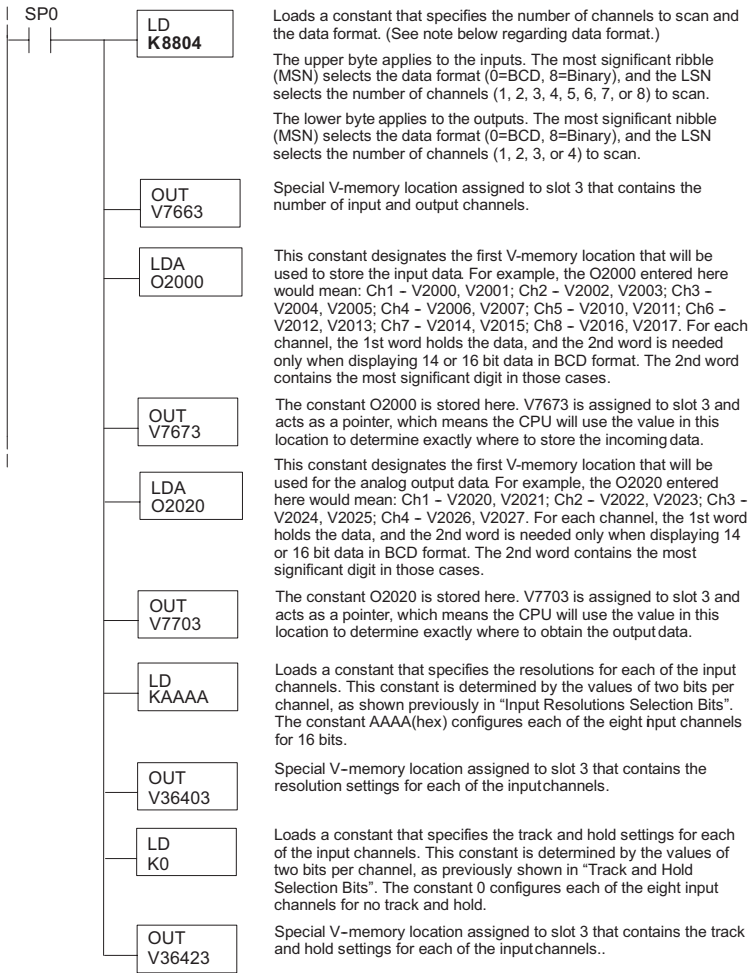 SP0
LD
K8804
Loads a constant that specifies the number of channels to scan and
the data format. (See note below regarding data format.)
The upper byte applies to the inputs. The most significant ribble
(MSN) selects the data format (0=BCD, 8=Binary), and the LSN
selects the number of channels (1, 2, 3, 4, 5, 6, 7, or 8) to scan.
The lower byte applies to the outputs. The most significant nibble
(MSN) selects the data format (0=BCD, 8=Binary), and the LSN
selects the number of channels (1, 2, 3, or 4) to scan.
OUT
V7663
Special V-memory location assigned to slot 3 that contains the
number of input and output channels.
LDA
O2000
This constant designates the first V-memory location that will be
used to store the input data. For example, the O2000 entered here
would mean: Ch1 - V2000, V2001; Ch2 - V2002, V2003; Ch3 -
V2004, V2005; Ch4 - V2006, V2007; Ch5 - V2010, V2011; Ch6 -
V2012, V2013; Ch7 - V2014, V2015; Ch8 - V2016, V2017. For each
channel, the 1st word holds the data, and the 2nd word is needed
only when displaying 14 or 16 bit data in BCD format. The 2nd word
contains the most significant digit in those cases.
OUT
V7673
The constant O2000 is stored here. V7673 is assigned to slot 3 and
acts as a pointer, which means the CPU will use the value in this
location to determine exactly where to store the incoming data.
LDA
O2020
This constant designates the first V-memory location that will be
used for the analog output data. For example, the O2020 entered
here would mean: Ch1 - V2020, V2021; Ch2 - V2022, V2023; Ch3 -
V2024, V2025; Ch4 - V2026, V2027. For each channel, the 1st word
holds the data, and the 2nd word is needed only when displaying 14
or 16 bit data in BCD format. The 2nd word contains the most
significant digit in those cases.
OUT
V7703
The constant O2020 is stored here. V7703 is assigned to slot 3 and
acts as a pointer, which means the CPU will use the value in this
location to determine exactly where to obtain the output data.
LD
KAAAA
Loads a constant that specifies the resolutions for each of the input
channels. This constant is determined by the values of two bits per
channel, as shown previously in “Input Resolutions Selection Bits”.
The constant AAAA(hex) configures each of the eight input channels
for 16 bits.
OUT
V36403
Special V-memory location assigned to slot 3 that contains the
resolution settings for each of the input channels.
LD
K0
Loads a constant that specifies the track and hold settings for each
of the input channels. This constant is determined by the values of
two bits per channel, as previously shown in “Track and Hold
Selection Bits”. The constant 0 configures each of the eight input
channels for no track and hold.
OUT
V36423
Special V-memory location assigned to slot 3 that contains the track
and hold settings for each of the input channels..